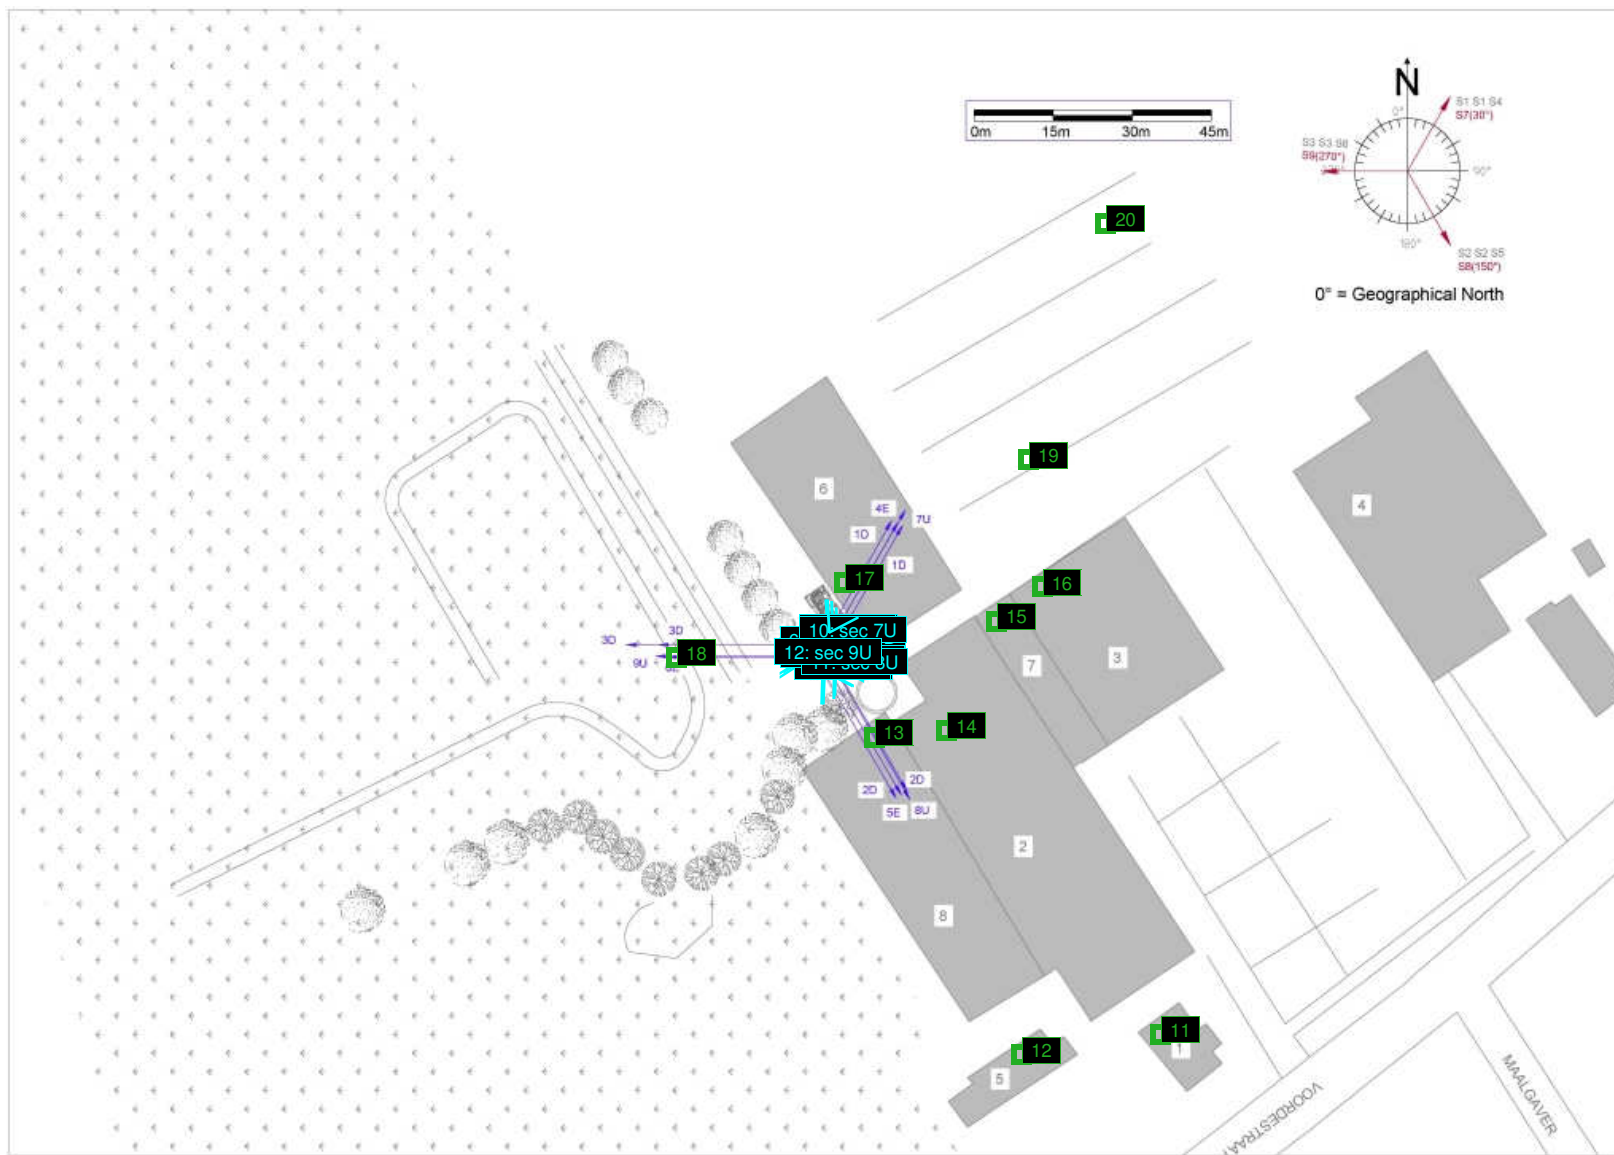 N
S1 S1 S4
S7(30°)
0°
S3 S3 S6
S9(270°)
90°
180°
S2 S2 S5
S8(150°)
0° = Geographical North
0m 15m 30m 45m
20
19
6
4E
7U
1D
1D
4
17
16
15
10: sec 7U
12: sec 9U
3D
3D
18
9U
7
3
13
14
2D
2D
5E
8U
2
8
11
12
1
5
VOORDESTRAAT
MAALGAVER